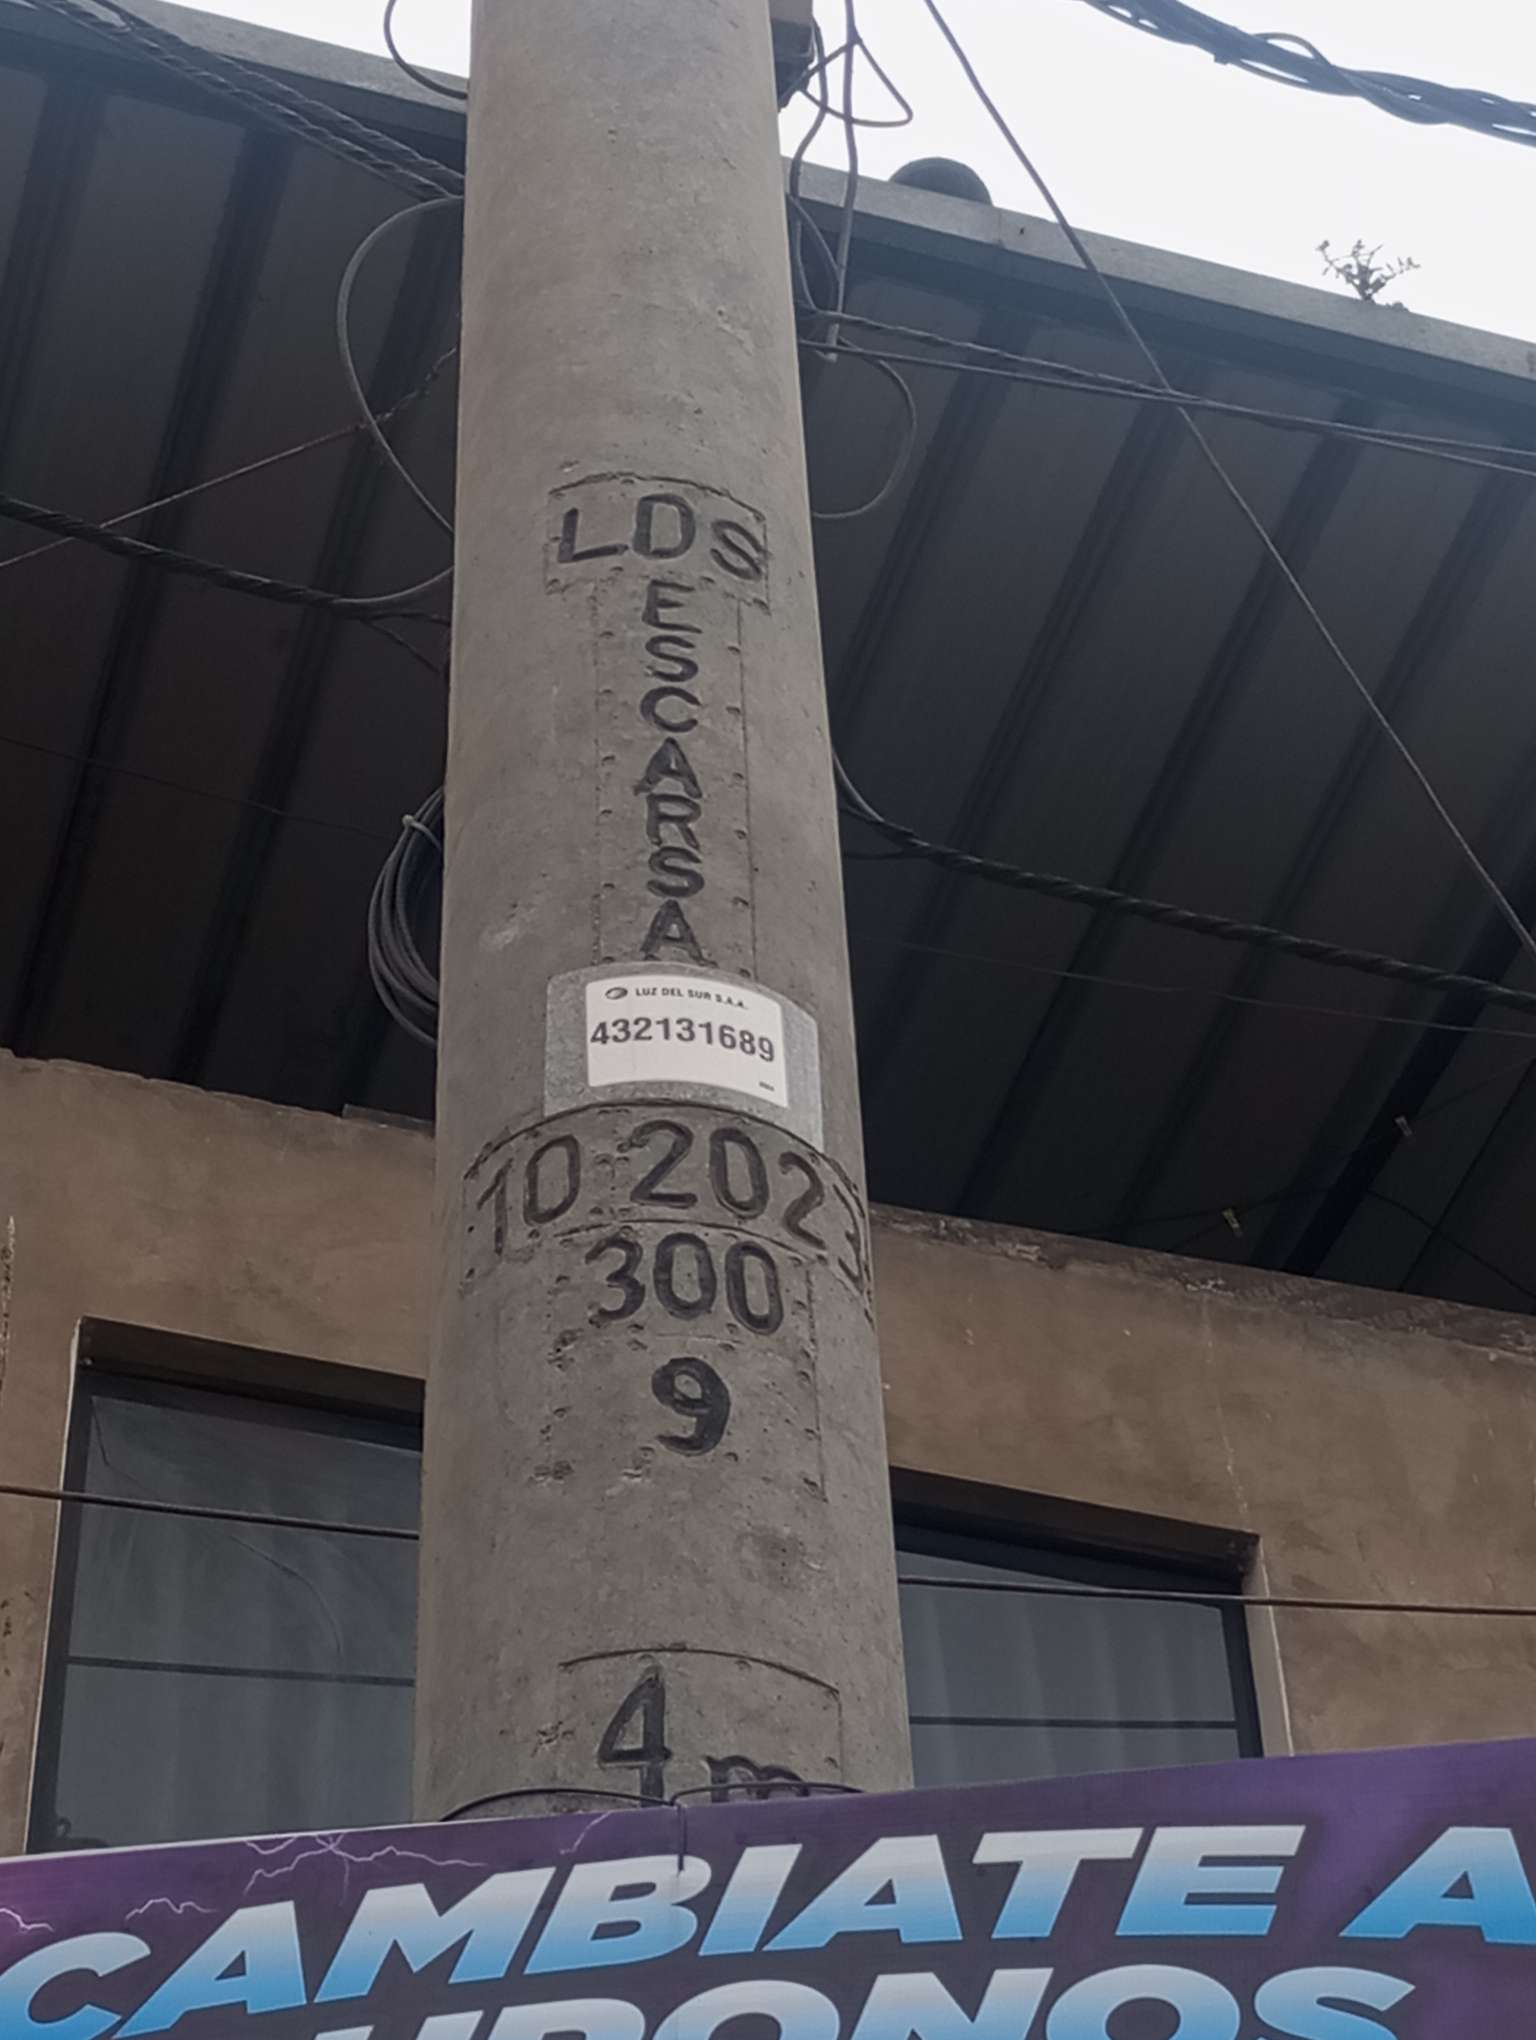 LDS
ESCARSA
LUZ DEL SUR S.A.A.
432131689
10 2023
300
9
4 m
CAMBIATE A